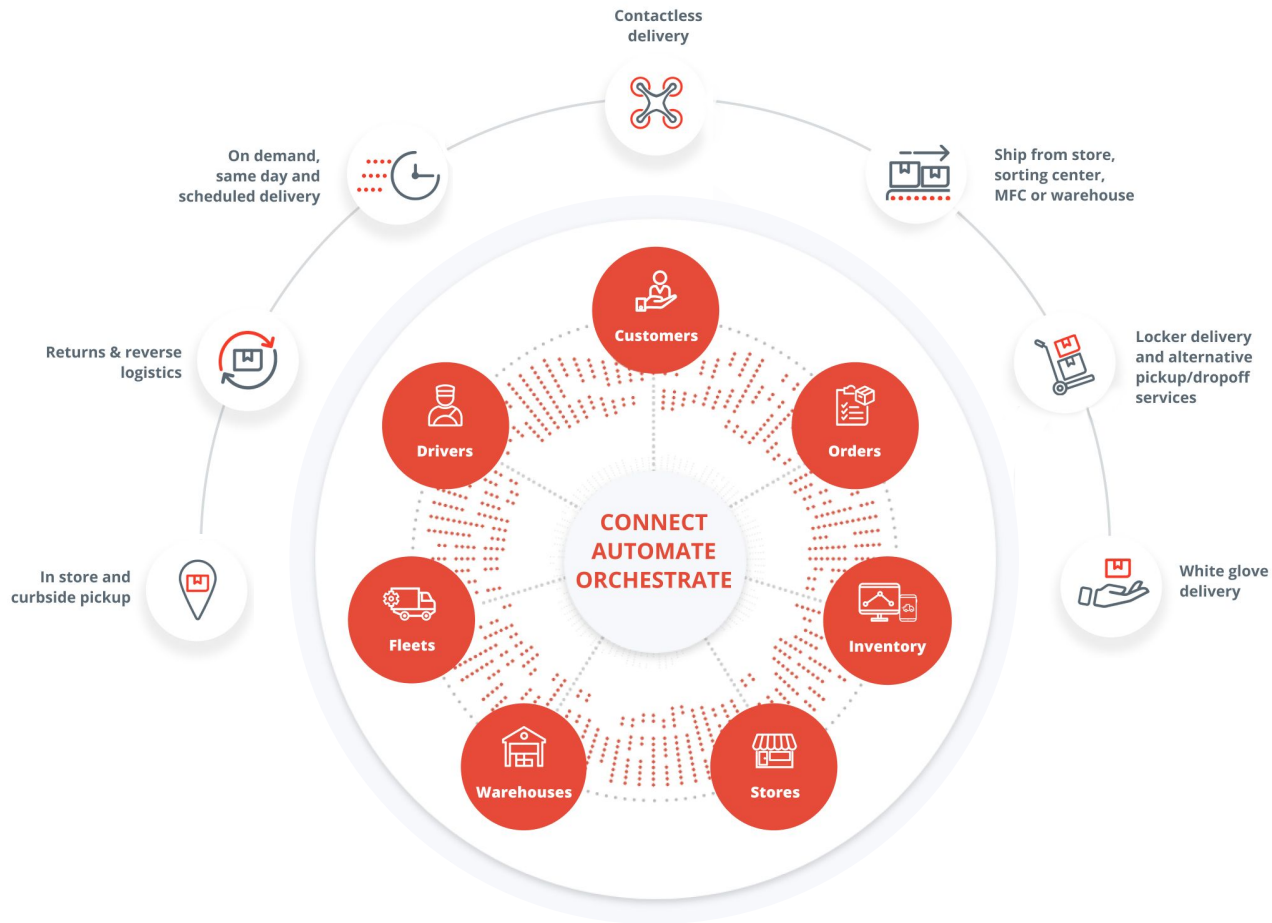 Contactless
delivery
On demand,
same day and
scheduled delivery
Ship from store,
sorting center,
MFC or warehouse
Returns & reverse
logistics
Locker delivery
and alternative
pickup/dropoff
services
In store and
curbside pickup
White glove
delivery
Customers
Drivers
Orders
CONNECT
AUTOMATE
ORCHESTRATE
Fleets
Inventory
Warehouses
Stores